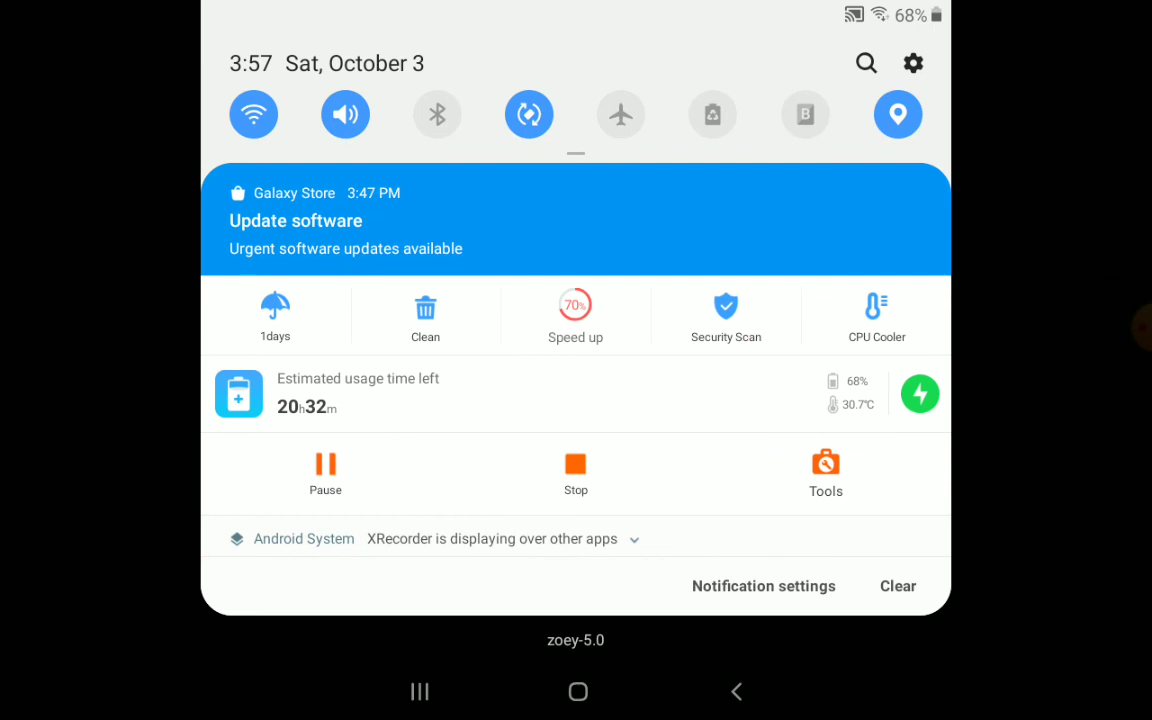 68%
3:57 Sat, October 3
B
Galaxy Store 3:47 PM
Update software
Urgent software updates available
1days
Clean
70%
Speed up
Security Scan
CPU Cooler
Estimated usage time left
20h32m
68%
30.7℃
Pause
Stop
Tools
Android System XRecorder is displaying over other apps
Notification settings Clear
zoey-5.0